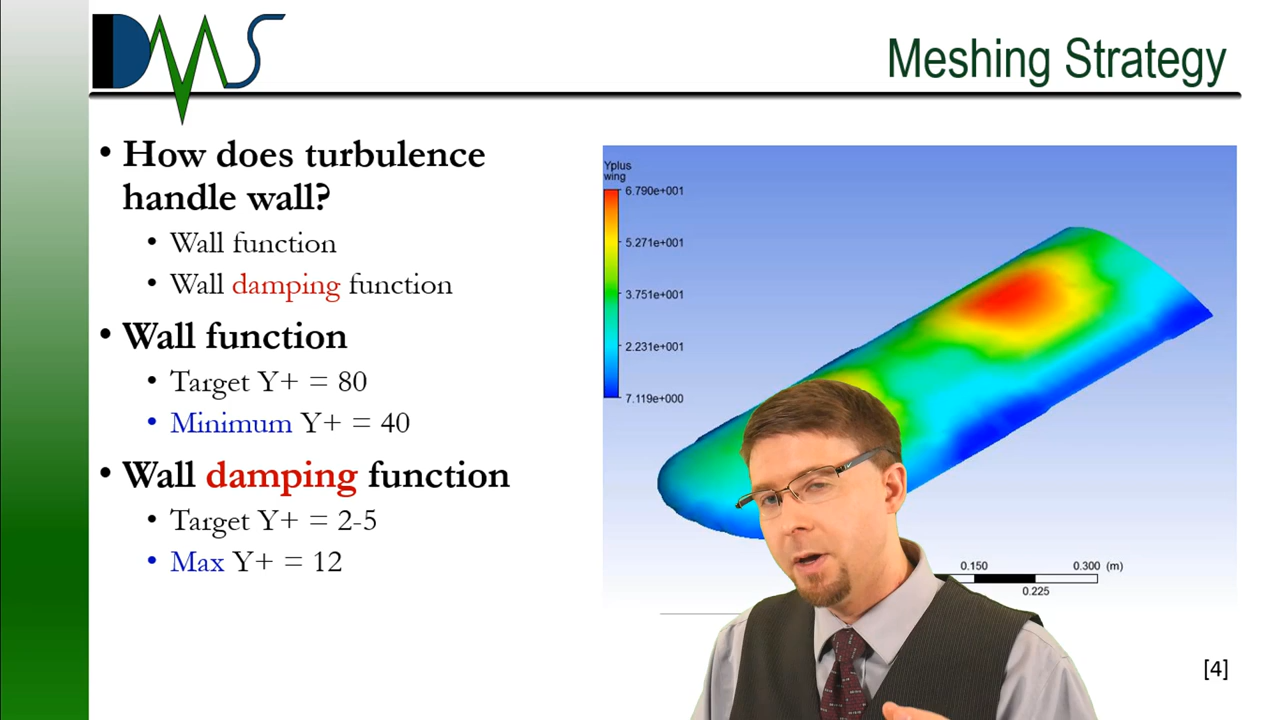 DMS
Meshing Strategy
• How does turbulence
handle wall?
• Wall function
• Wall damping function
• Wall function
• Target Y+ = 80
• Minimum Y+ = 40
• Wall damping function
• Target Y+ = 2-5
• Max Y+ = 12
Yplus
wing
6.790e+001
5.271e+001
3.751e+001
2.231e+001
7.119e+000
0.150 0.300 (m)
0.225
[4]